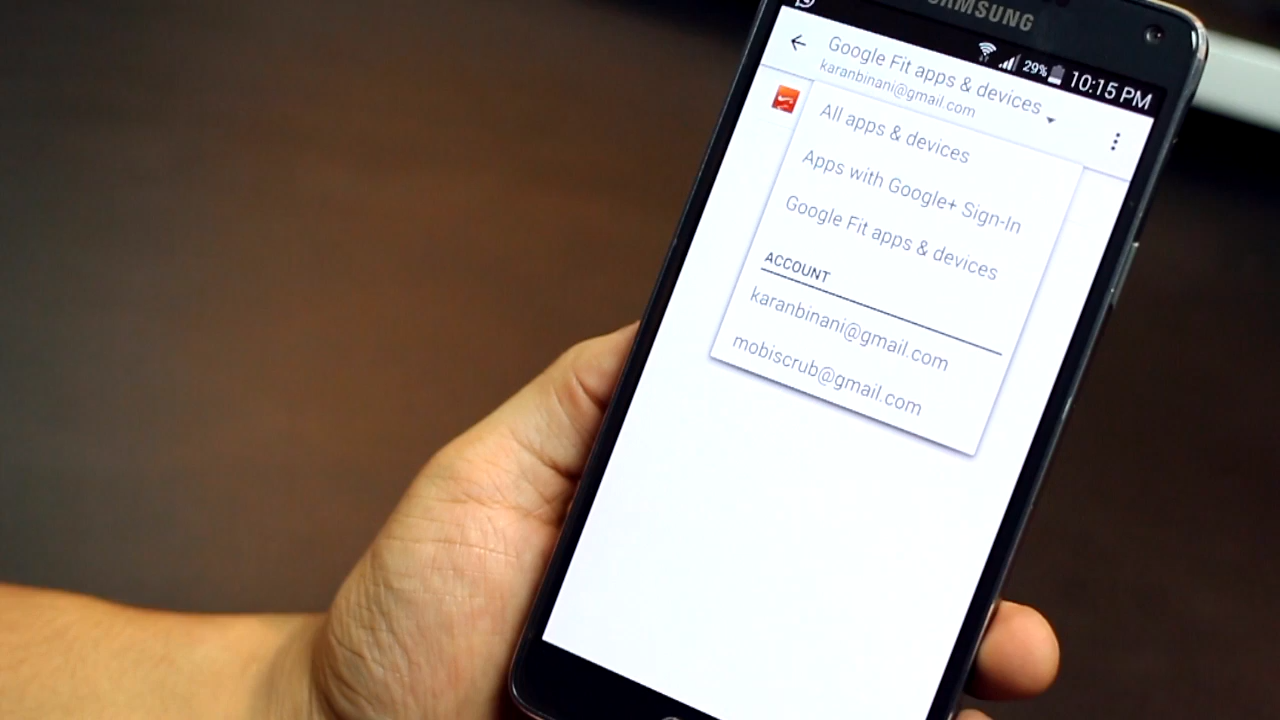 SAMSUNG
29% 10:15 PM
Google Fit apps & devices
karanbinani@gmail.com
All apps & devices
Apps with Google+ Sign-In
Google Fit apps & devices
ACCOUNT
karanbinani@gmail.com
mobiscrub@gmail.com